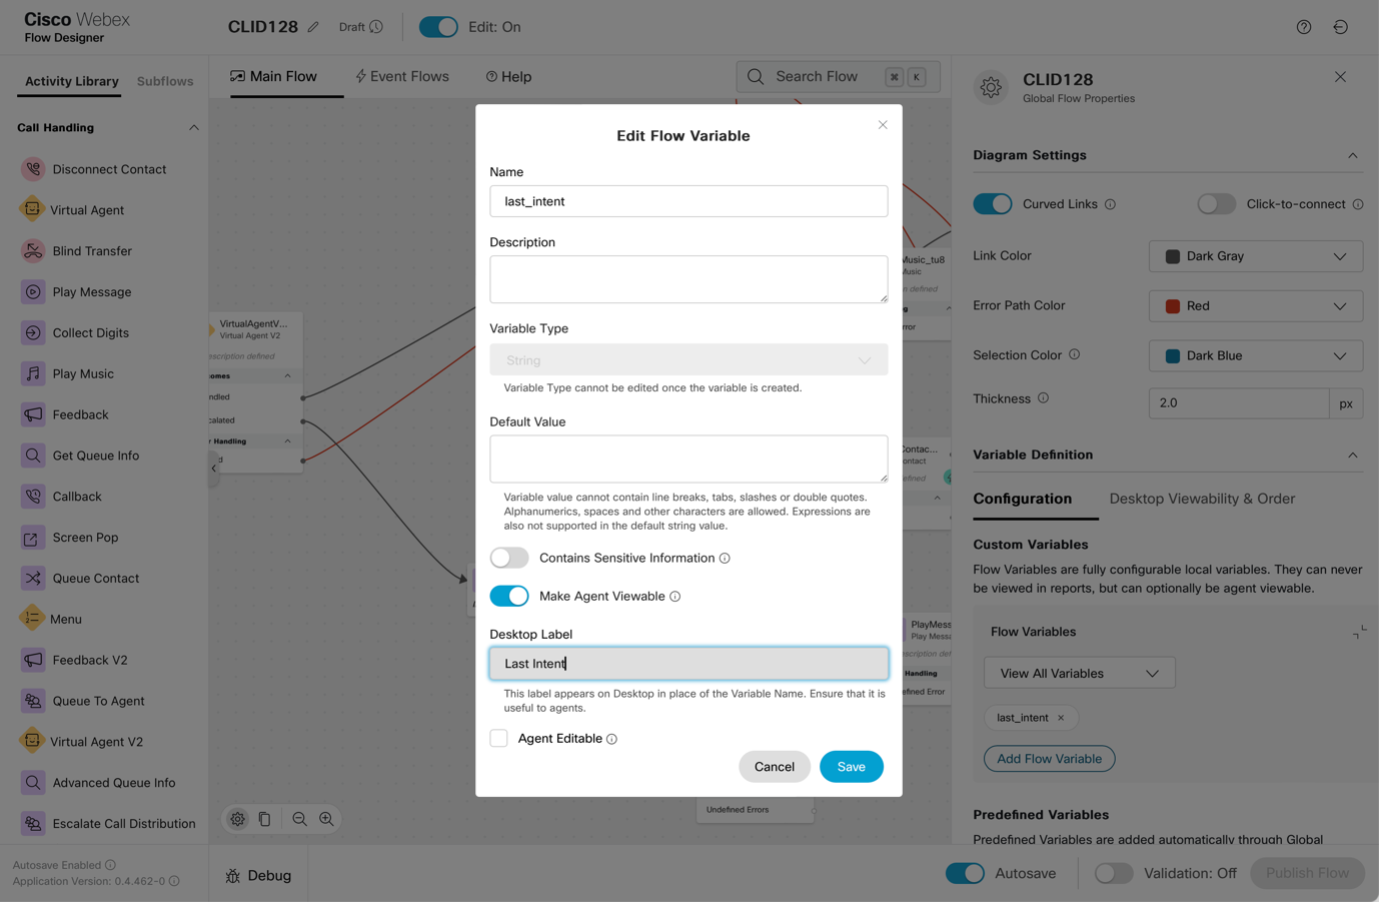 Cisco Webex
Flow Designer
CLID128
Draft
Edit: On
Activity Library
Subflows
Main Flow
Event Flows
Help
Search Flow
⌘ K
CLID128
Global Flow Properties
Call Handling
Disconnect Contact
Virtual Agent
Blind Transfer
Play Message
Collect Digits
Play Music
Feedback
Get Queue Info
Callback
Screen Pop
Queue Contact
Menu
Feedback V2
Queue To Agent
Virtual Agent V2
Advanced Queue Info
Escalate Call Distribution
Autosave Enabled
Application Version: 0.4.462-0
VirtualAgentV...
Virtual Agent V2
escription defined
omes
ndled
calated
r Handling
Edit Flow Variable
Name
last_intent
Description
Variable Type
String
Variable Type cannot be edited once the variable is created.
Default Value
Variable value cannot contain line breaks, tabs, slashes or double quotes.
Alphanumerics, spaces and other characters are allowed. Expressions are
also not supported in the default string value.
Contains Sensitive Information
Make Agent Viewable
Desktop Label
Last Intent
This label appears on Desktop in place of the Variable Name. Ensure that it is
useful to agents.
Agent Editable
Cancel
Save
Music_tu8
Music
n defined
g
rror
Contac...
ontact
efined
PlayMess
Play Messa
scription def
Handling
efined Error
Undefined Errors
Diagram Settings
Curved Links
Click-to-connect
Link Color
Dark Gray
Error Path Color
Red
Selection Color
Dark Blue
Thickness
2.0
px
Variable Definition
Configuration
Desktop Viewability & Order
Custom Variables
Flow Variables are fully configurable local variables. They can never
be viewed in reports, but can optionally be agent viewable.
Flow Variables
View All Variables
last_intent ×
Add Flow Variable
Predefined Variables
Predefined Variables are added automatically through Global
Debug
Autosave
Validation: Off
Publish Flow